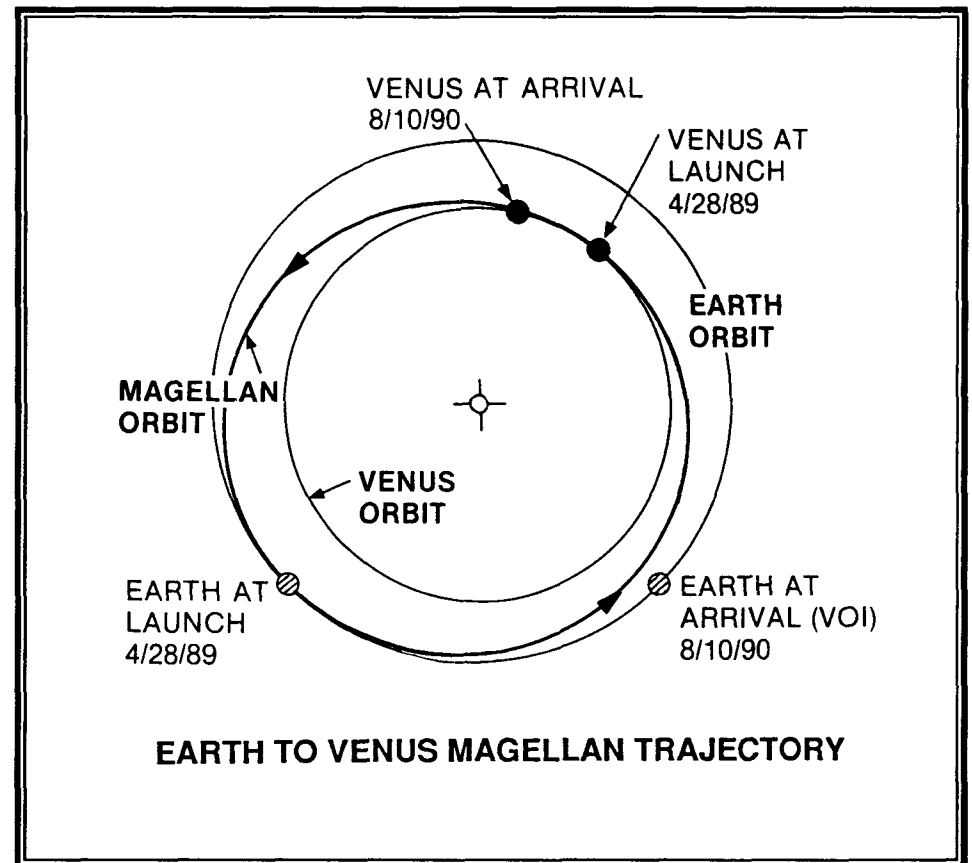 VENUS AT ARRIVAL
8/10/90
VENUS AT
LAUNCH
4/28/89
EARTH
ORBIT
MAGELLAN
ORBIT
VENUS
ORBIT
EARTH AT
LAUNCH
4/28/89
EARTH AT
ARRIVAL (VOI)
8/10/90
EARTH TO VENUS MAGELLAN TRAJECTORY